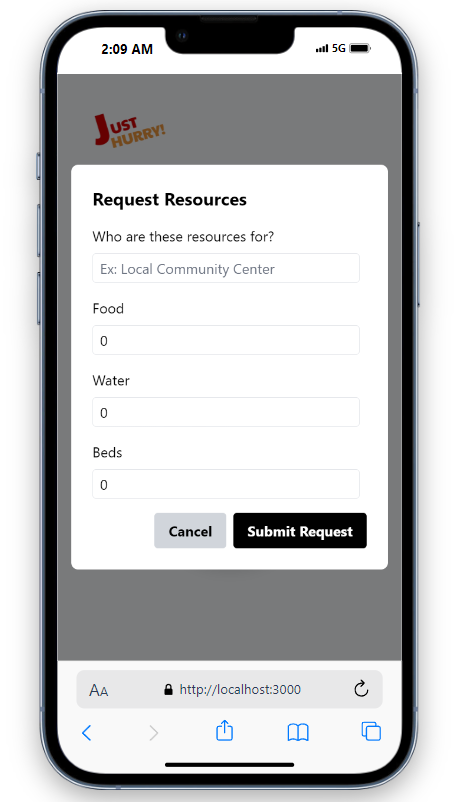 2:09 AM 5G
JUST
HURRY!
Request Resources
Who are these resources for?
Ex: Local Community Center
Food
0
Water
0
Beds
0
Cancel Submit Request
AA http://localhost:3000